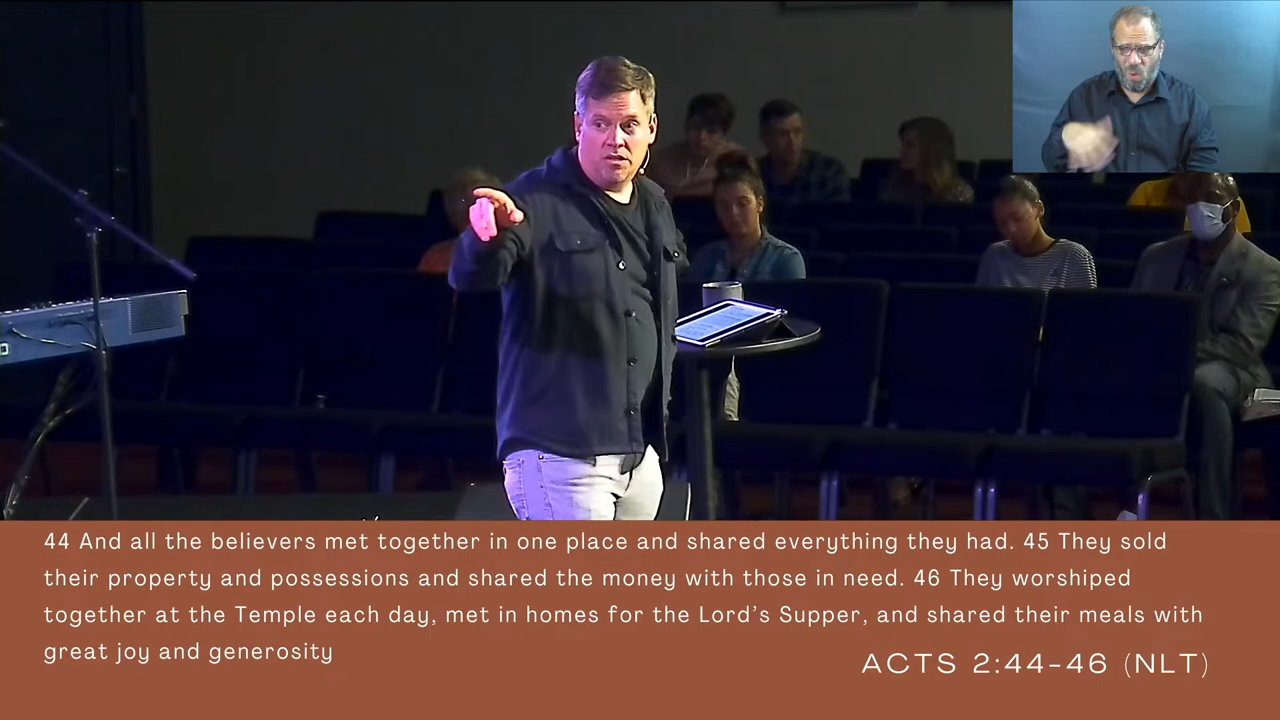 44 And all the believers met together in one place and shared everything they had. 45 They sold
their property and possessions and shared the money with those in need. 46 They worshiped
together at the Temple each day, met in homes for the Lord's Supper, and shared their meals with
great joy and generosity
ACTS 2:44-46 (NLT)